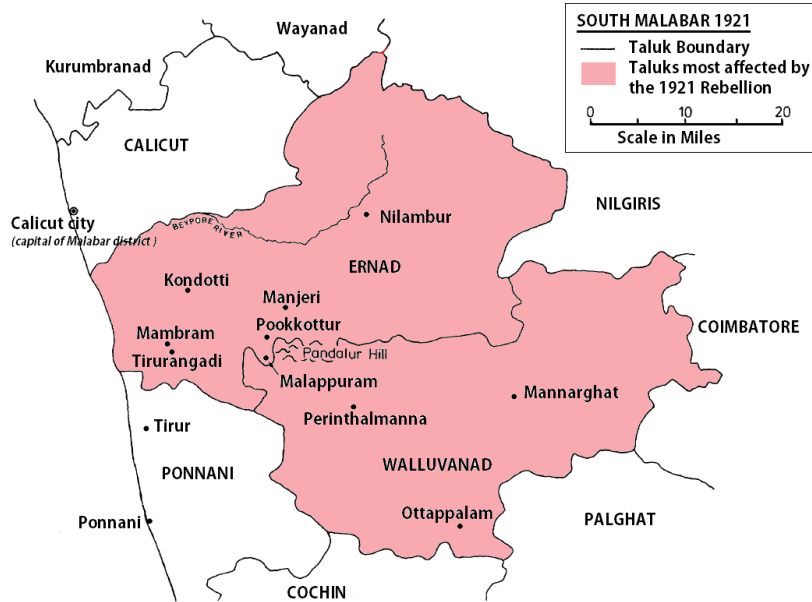 SOUTH MALABAR 1921
Taluk Boundary
Taluks most affected by
the 1921 Rebellion
0 10 20
Scale in Miles
Wayanad
Kurumbranad
CALICUT
Calicut city
(capital of Malabar district )
BEYPORE RIVER
Nilambur
NILGIRIS
ERNAD
Kondotti
Manjeri
Pookkottur
COIMBATORE
Mambram
Tirurangadi
Pandalur Hill
Malappuram
Mannarghat
Perinthalmanna
Tirur
PONNANI
WALLUVANAD
Ponnani
Ottappalam
PALGHAT
COCHIN